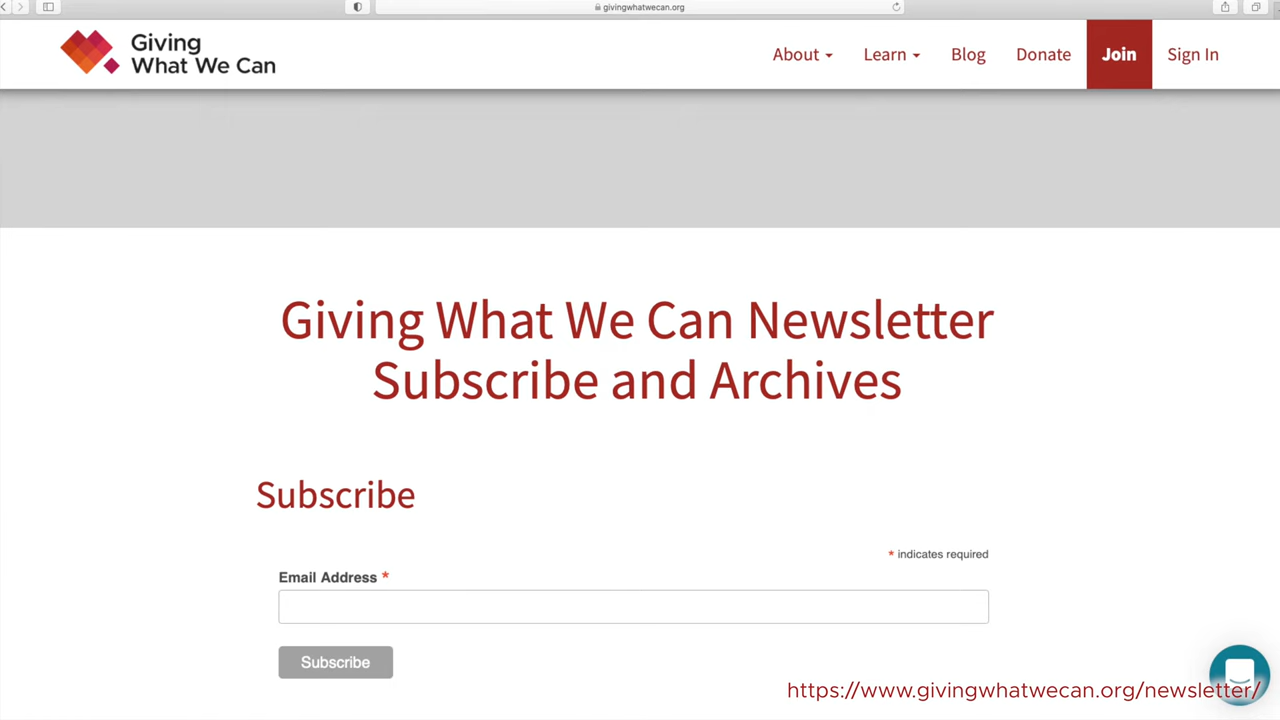 givingwhatwecan.org
Giving
What We Can
About
Learn
Blog
Donate
Join
Sign In
Giving What We Can Newsletter
Subscribe and Archives
Subscribe
* indicates required
Email Address *
Subscribe
https://www.givingwhatwecan.org/newsletter/